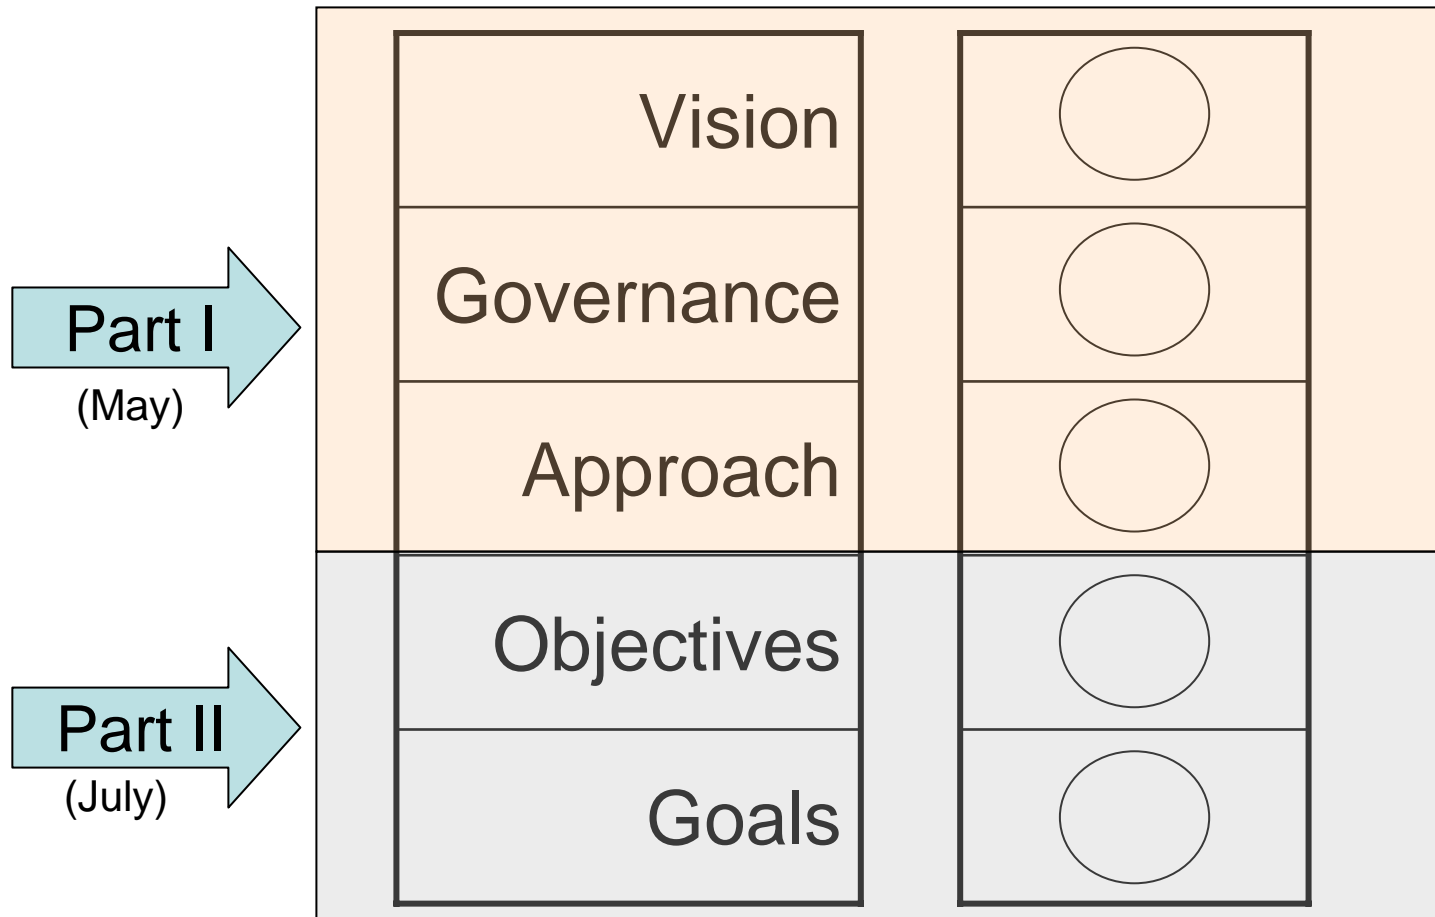 Vision
Governance
Part I
(May)
Approach
Objectives
Part II
(July)
Goals